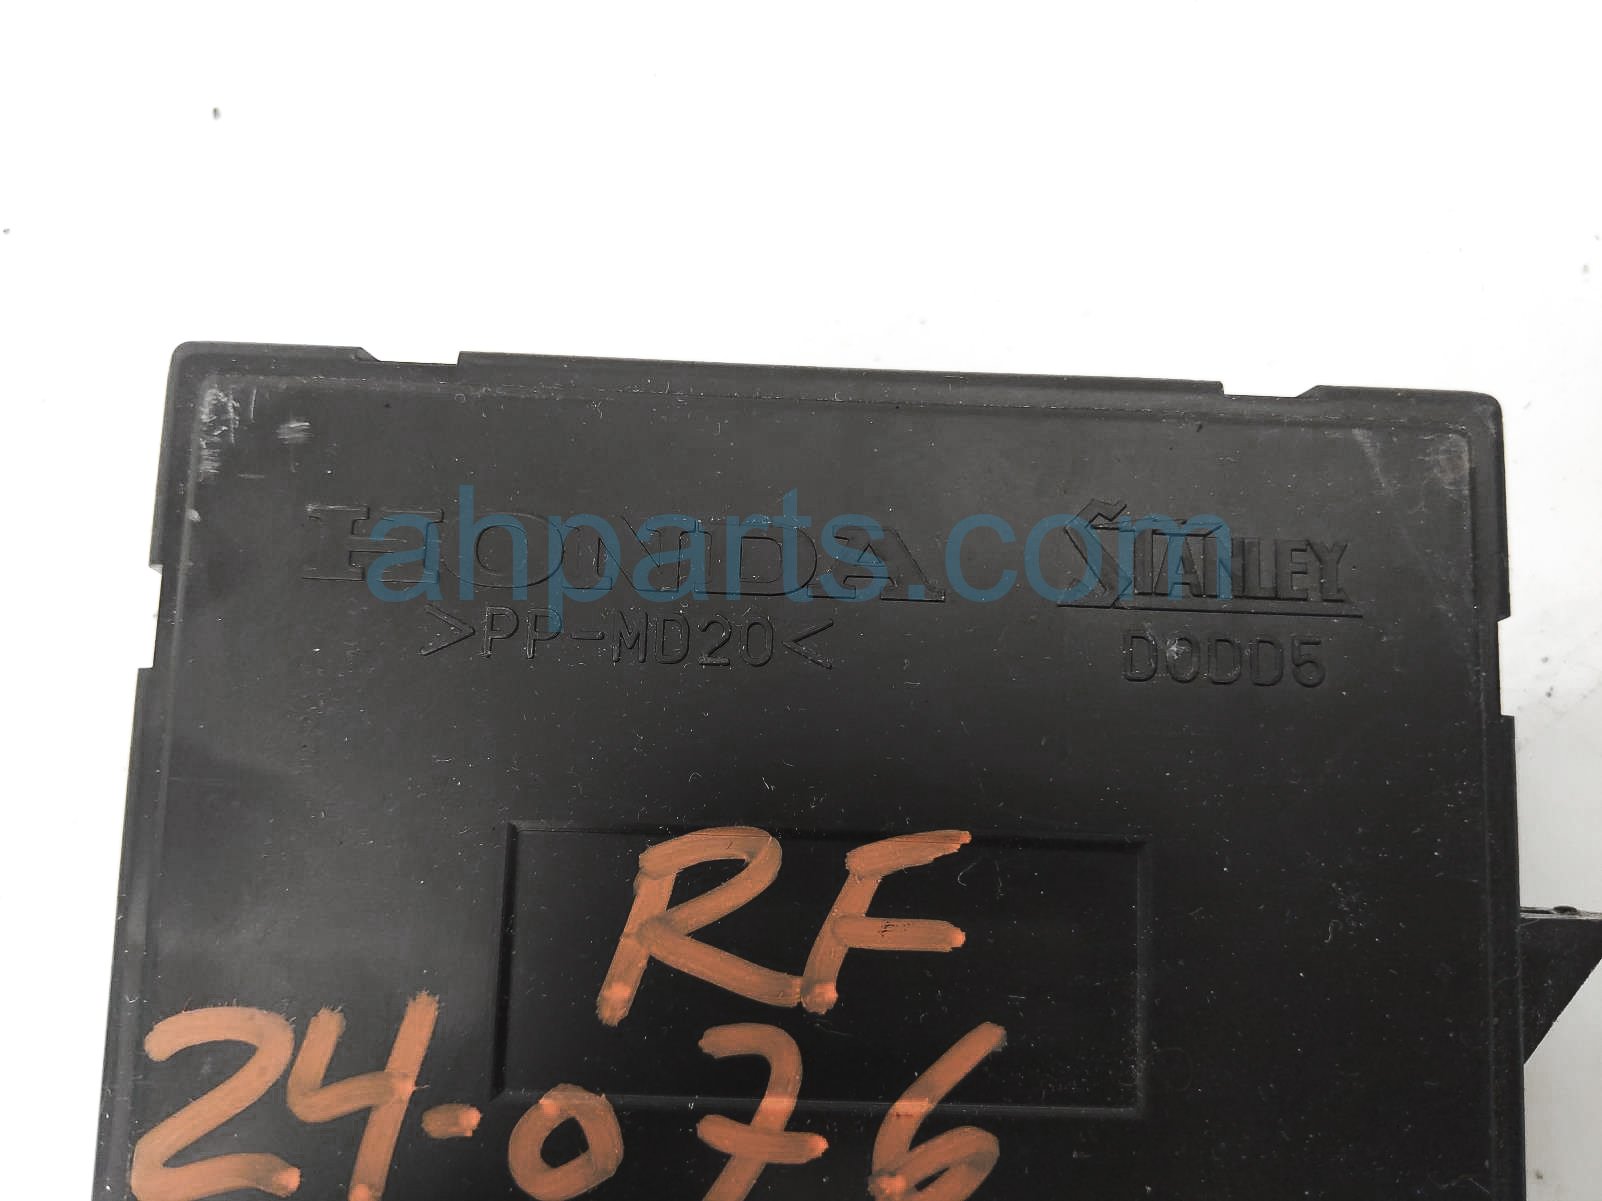 HONDA STANLEY
ahparts.com
>PP-MD20< D0DD5
RF
24-076